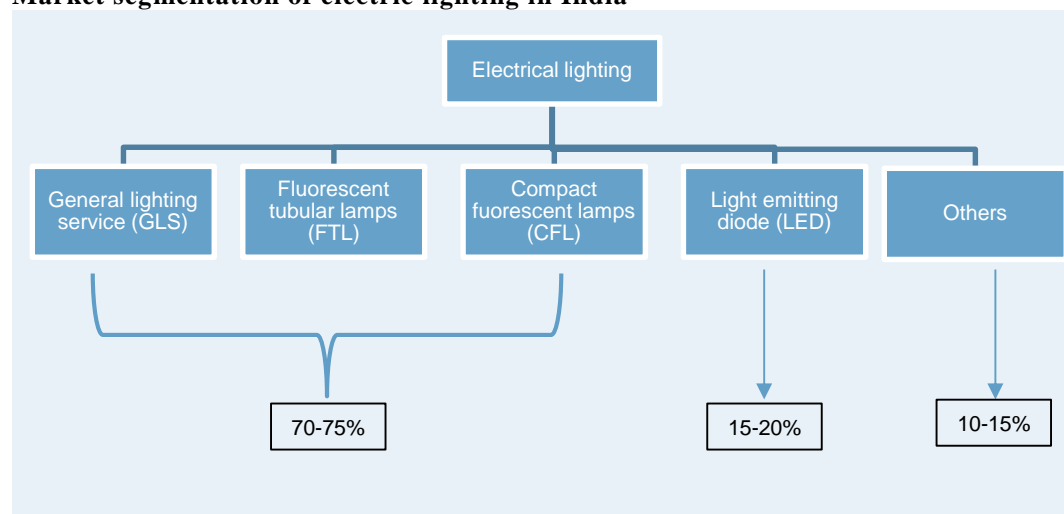 Market segmentation of electric lighting in India
Electrical lighting
General lighting
service (GLS)
Fluorescent
tubular lamps
(FTL)
Compact
fuorescent lamps
(CFL)
Light emitting
diode (LED)
Others
70-75%
15-20%
10-15%